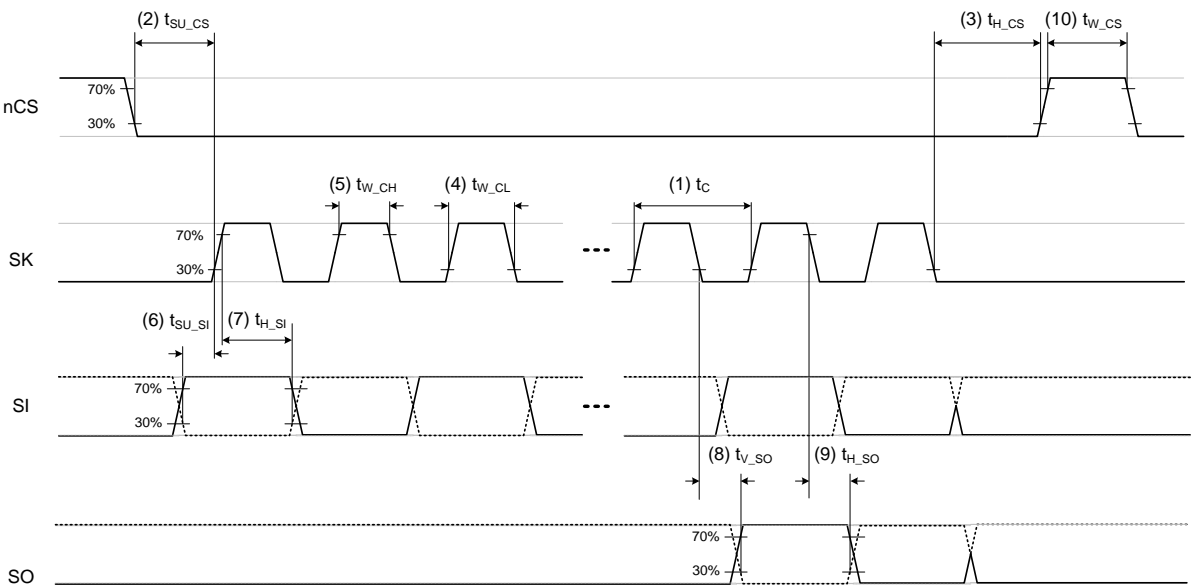 (2) tSU_CS
(3) tH_CS
(10) tW_CS
nCS
70%
30%
(5) tW_CH
(4) tW_CL
(1) tC
SK
70%
30%
(6) tSU_SI
(7) tH_SI
SI
70%
30%
(8) tV_SO
(9) tH_SO
SO
70%
30%